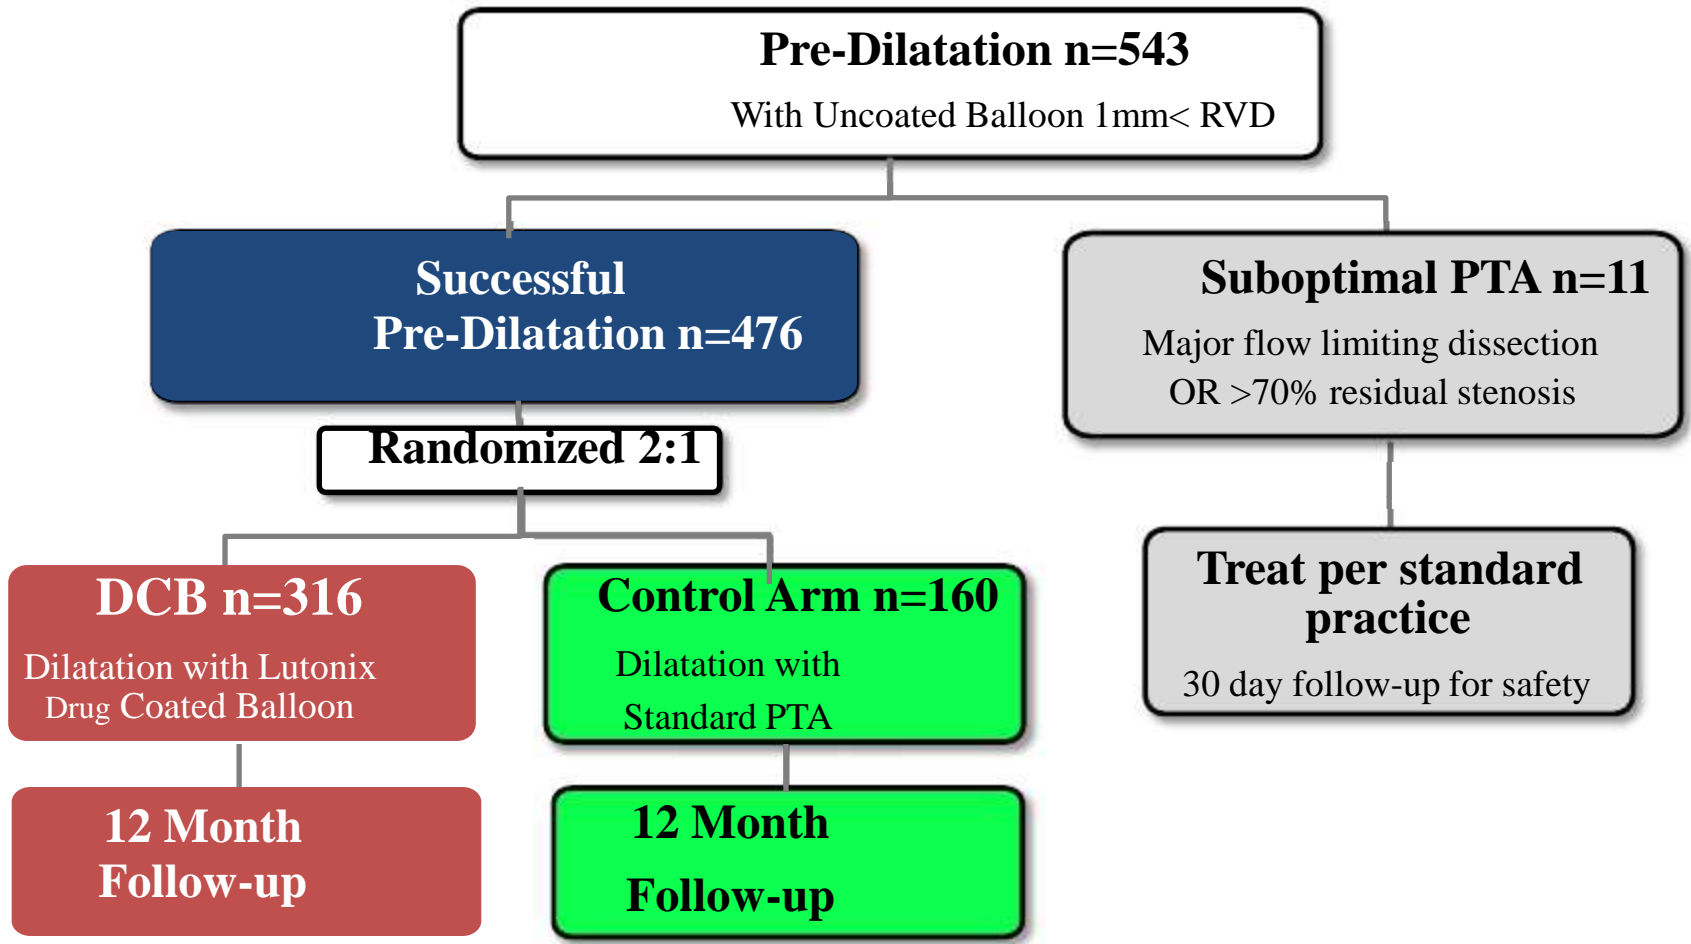 Pre-Dilatation n=543
With Uncoated Balloon 1mm< RVD
Successful
Pre-Dilatation n=476
Suboptimal PTA n=11
Major flow limiting dissection
OR >70% residual stenosis
Randomized 2:1
DCB n=316
Dilatation with Lutonix
Drug Coated Balloon
Control Arm n=160
Dilatation with
Standard PTA
Treat per standard
practice
30 day follow-up for safety
12 Month
Follow-up
12 Month
Follow-up